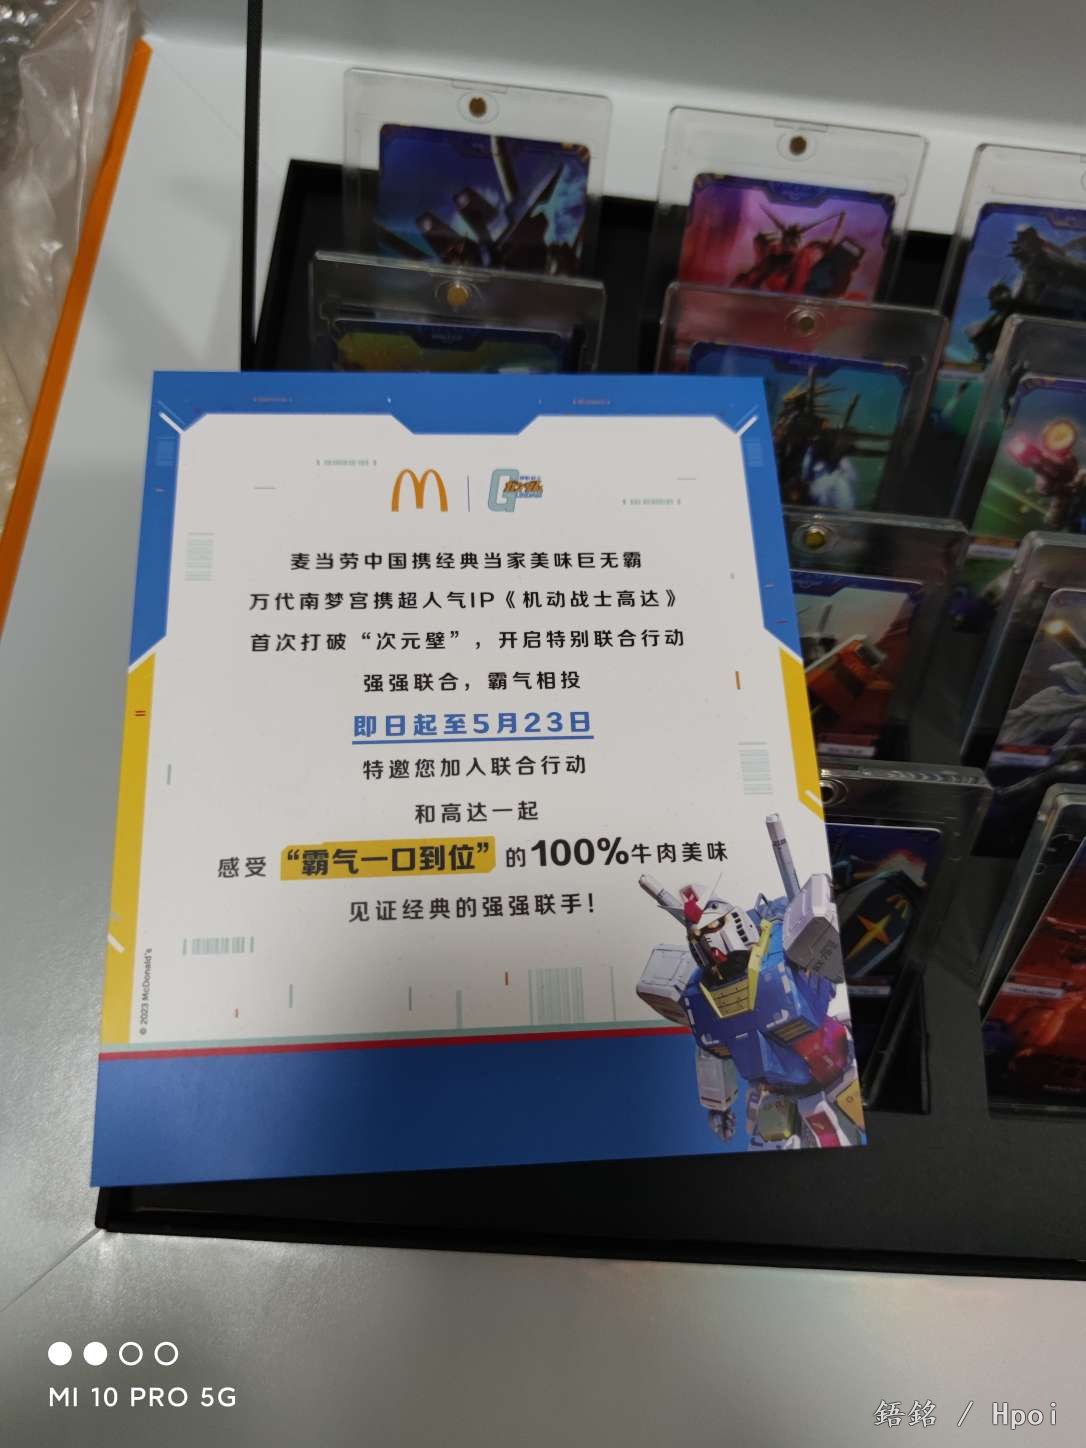 麦当劳中国携经典当家美味巨无霸
万代南梦宫携超人气IP《机动战士高达》
首次打破“次元壁”，开启特别联合行动
强强联合，霸气相投
即日起至5月23日
特邀您加入联合行动
和高达一起
感受“霸气一口到位”的100%牛肉美味
见证经典的强强联手！
© 2023 McDonald's
MI 10 PRO 5G
鋙銘 / Hpoi